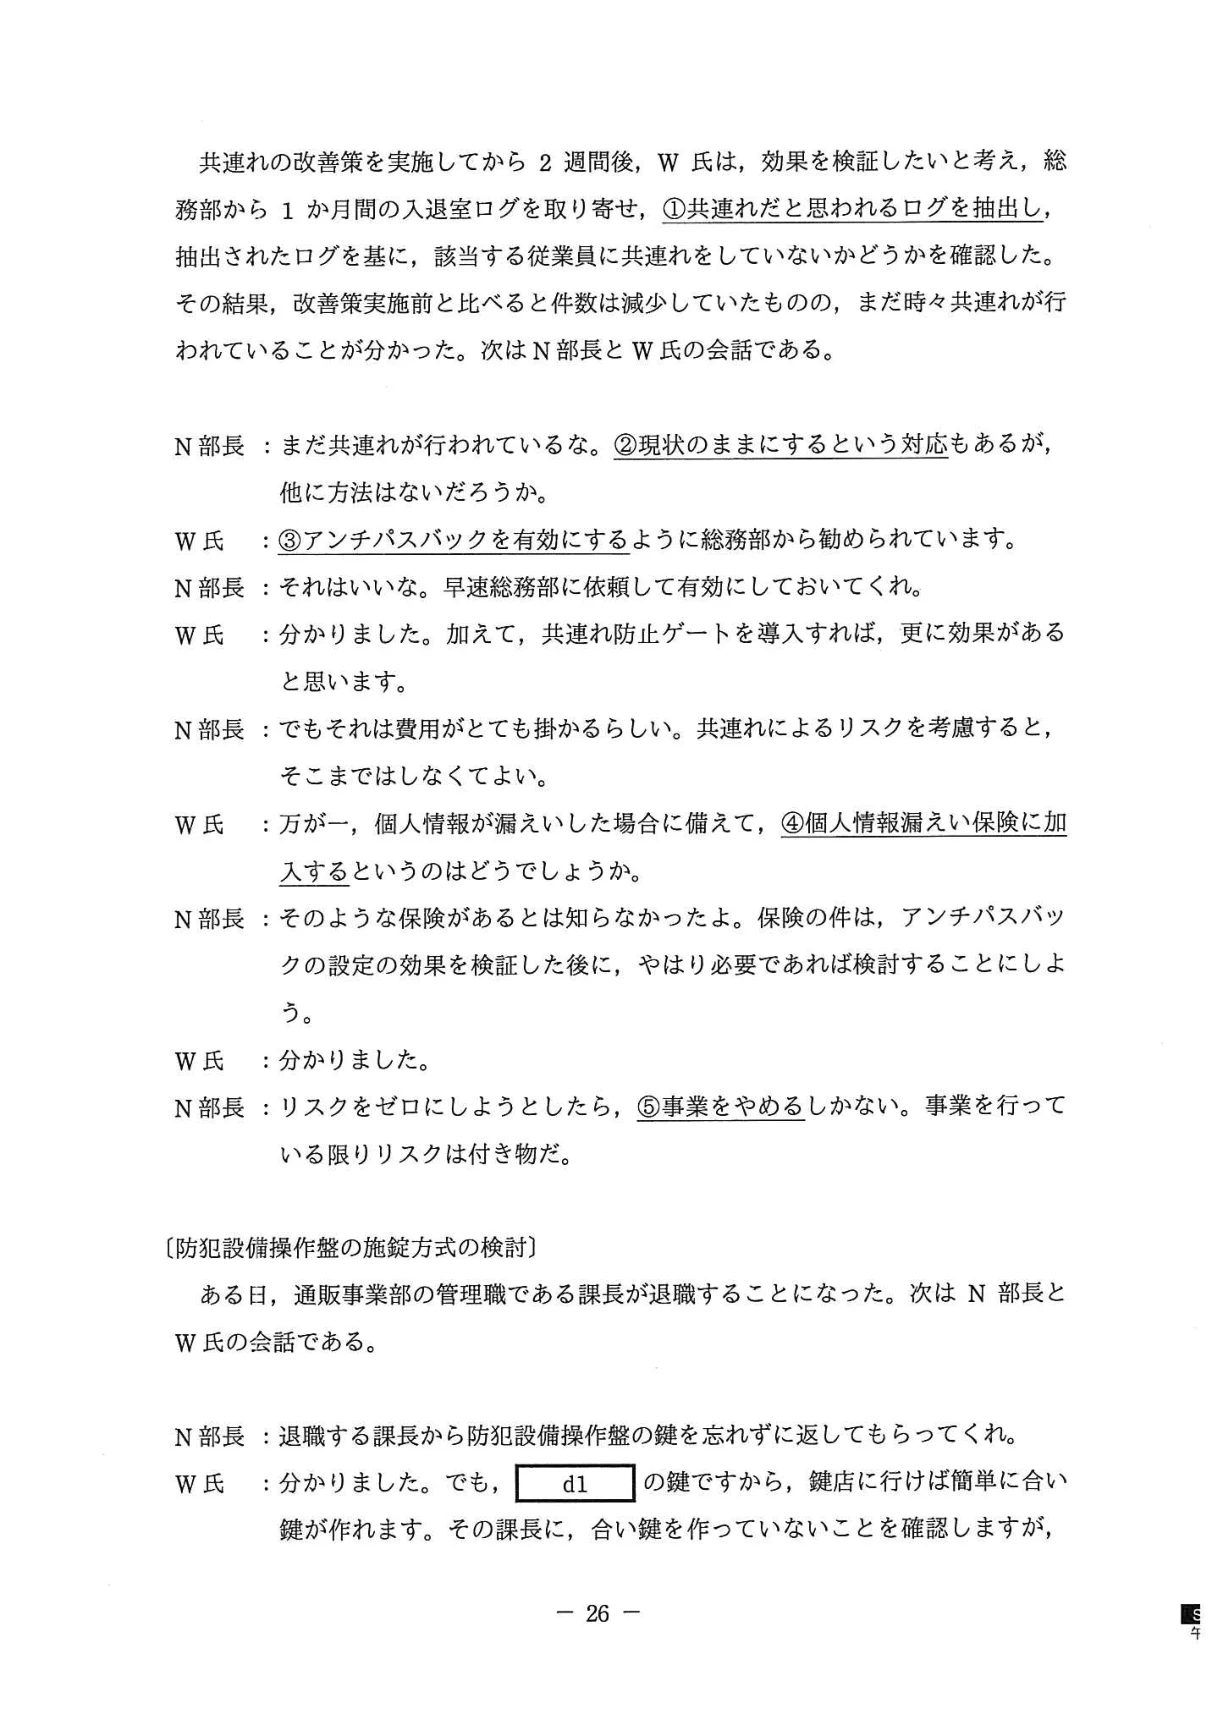 共連れの改善策を実施してから 2 週間後，W 氏は，効果を検証したいと考え，総
務部から 1 か月間の入退室ログを取り寄せ，①共連れだと思われるログを抽出し，
抽出されたログを基に，該当する従業員に共連れをしていないかどうかを確認した。
その結果，改善策実施前と比べると件数は減少していたものの，まだ時々共連れが行
われていることが分かった。次は N 部長と W 氏の会話である。
N 部長 ：まだ共連れが行われているな。②現状のままにするという対応もあるが，
他に方法はないだろうか。
W 氏 ：③アンチパスバックを有効にするように総務部から勧められています。
N 部長 ：それはいいな。早速総務部に依頼して有効にしておいてくれ。
W 氏 ：分かりました。加えて，共連れ防止ゲートを導入すれば，更に効果がある
と思います。
N 部長 ：でもそれは費用がとても掛かるらしい。共連れによるリスクを考慮すると，
そこまではしなくてよい。
W 氏 ：万が一，個人情報が漏えいした場合に備えて，④個人情報漏えい保険に加
入するというのはどうでしょうか。
N 部長 ：そのような保険があるとは知らなかったよ。保険の件は，アンチパスバッ
クの設定の効果を検証した後に，やはり必要であれば検討することにしよ
う。
W 氏 ：分かりました。
N 部長 ：リスクをゼロにしようとしたら，⑤事業をやめるしかない。事業を行って
いる限りリスクは付き物だ。
〔防犯設備操作盤の施錠方式の検討〕
ある日，通販事業部の管理職である課長が退職することになった。次は N 部長と
W 氏の会話である。
N 部長 ：退職する課長から防犯設備操作盤の鍵を忘れずに返してもらってくれ。
W 氏 ：分かりました。でも， d1 の鍵ですから，鍵店に行けば簡単に合い
鍵が作れます。その課長に，合い鍵を作っていないことを確認しますが，
－ 26 －